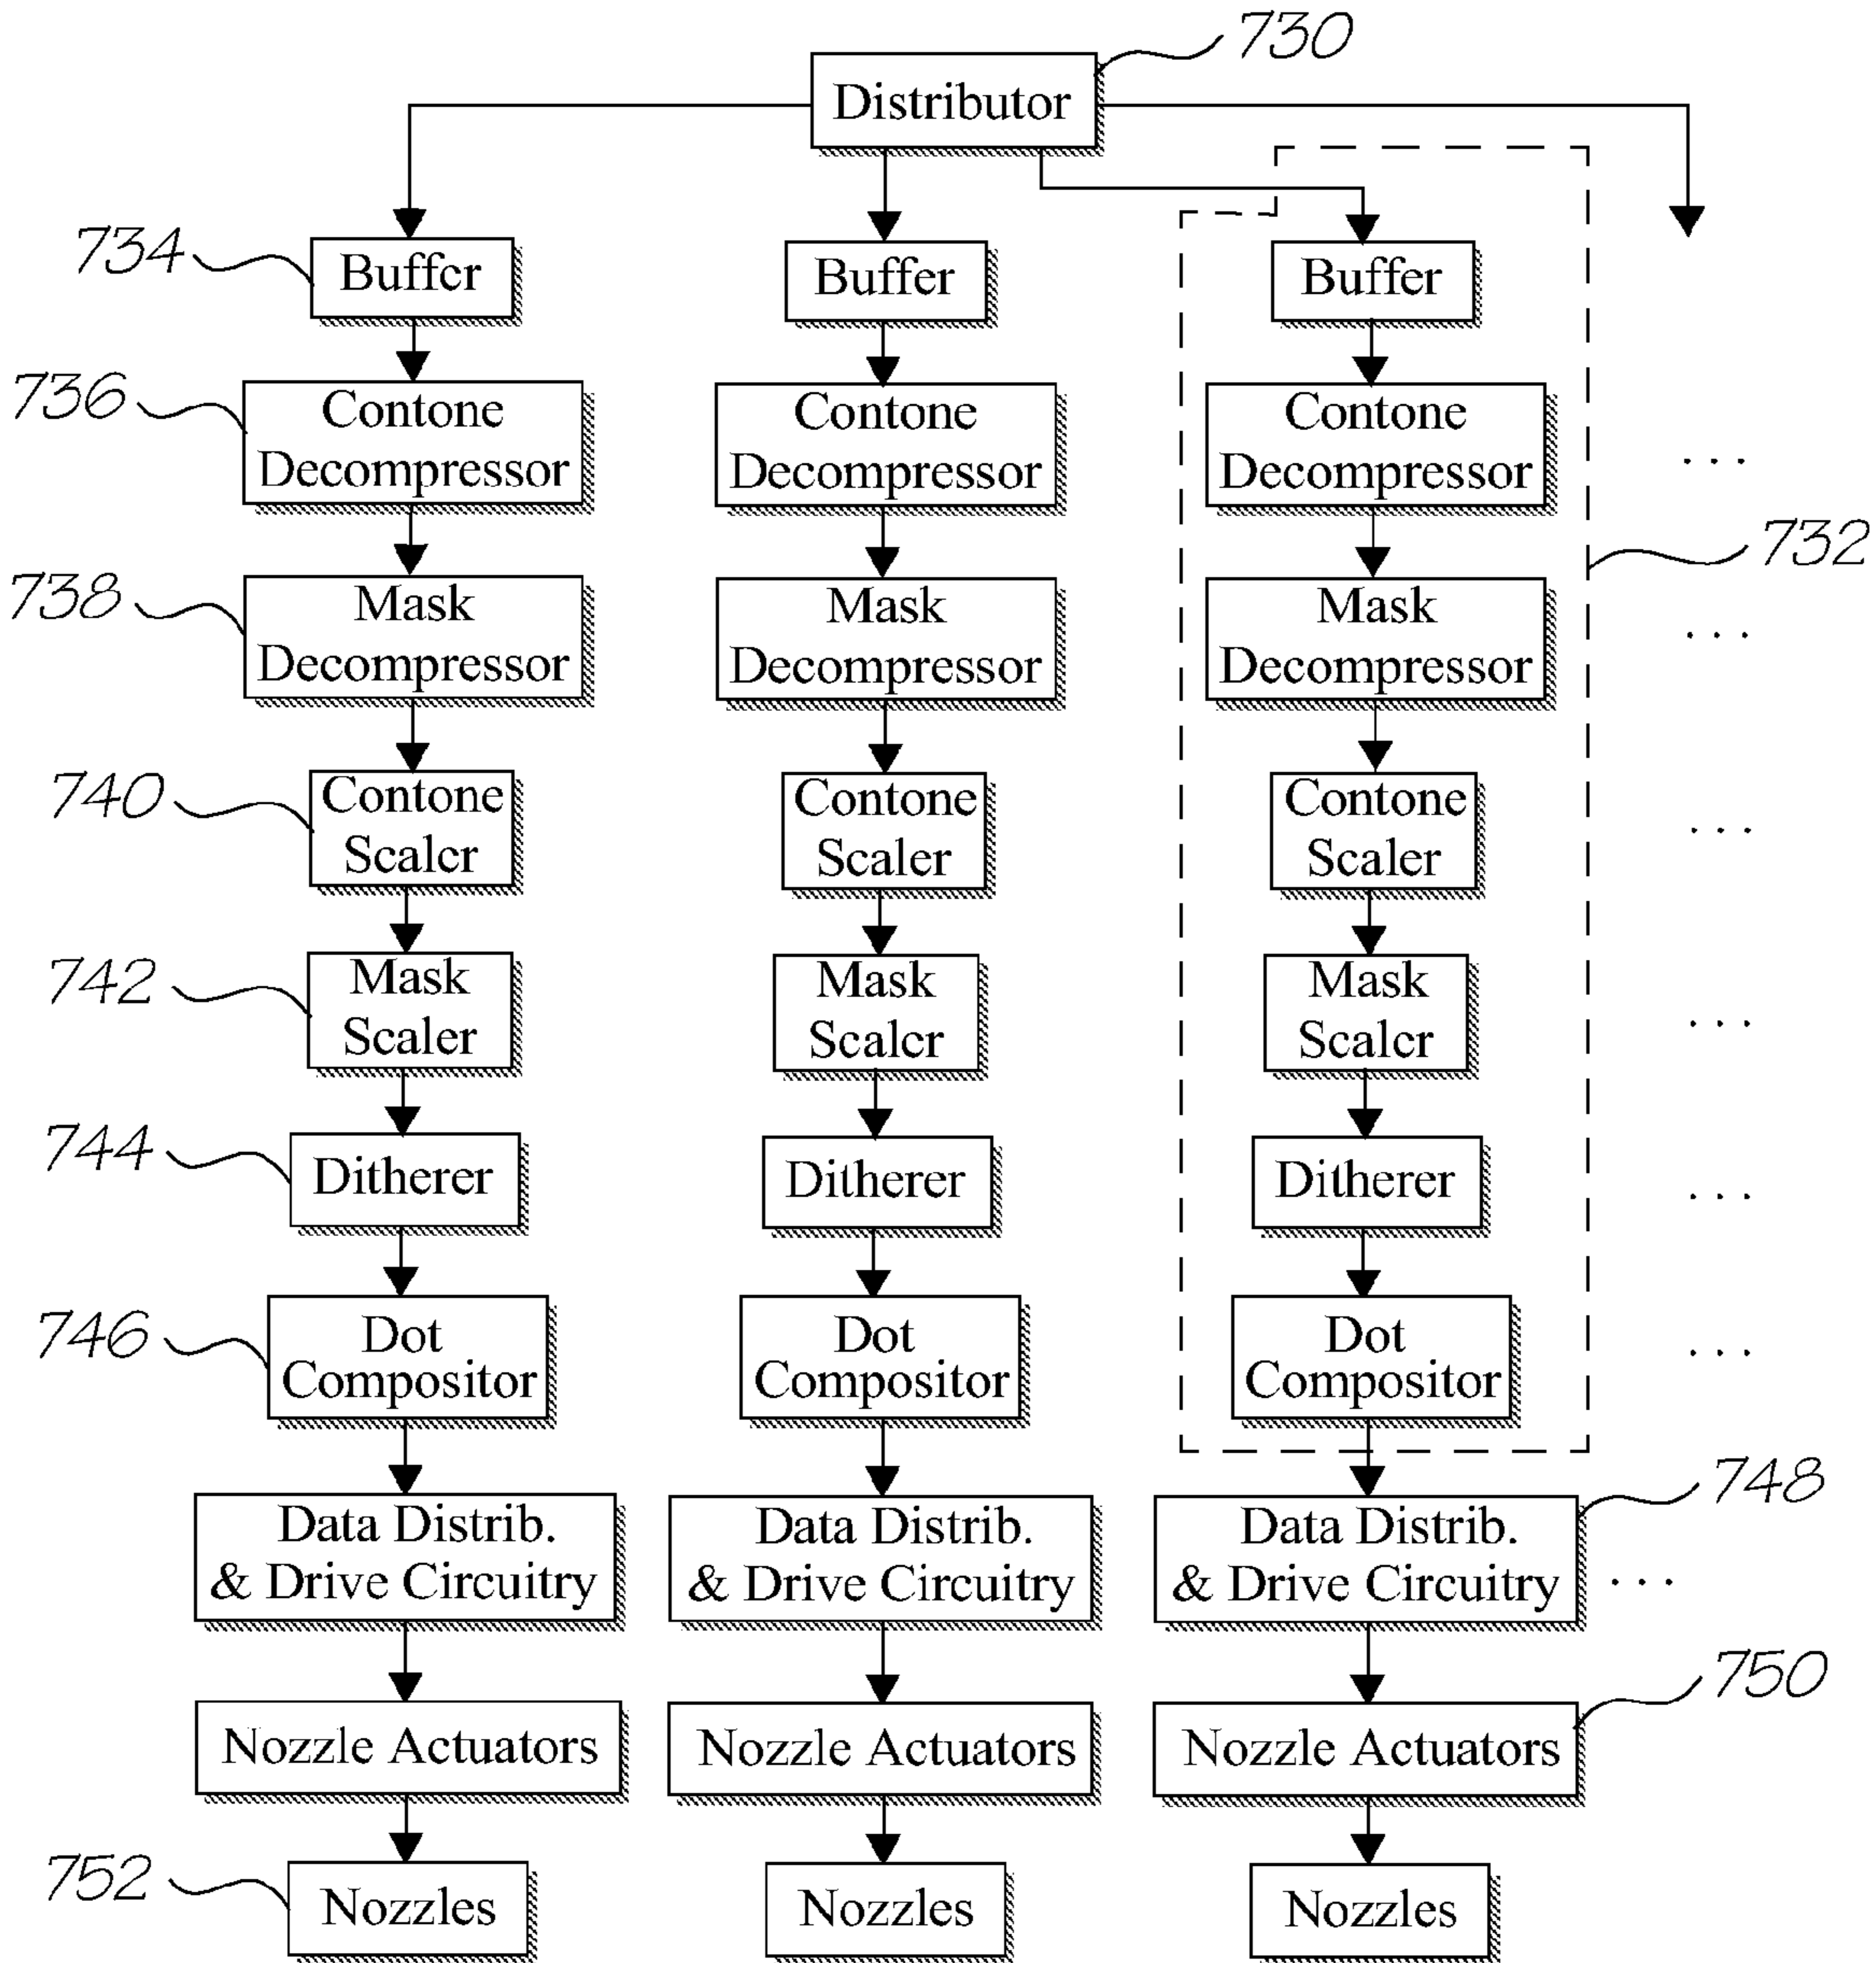 730
Distributor
734
Buffer
Buffer
Buffer
736
Contone
Decompressor
Contone
Decompressor
Contone
Decompressor
...
732
738
Mask
Decompressor
Mask
Decompressor
Mask
Decompressor
...
740
Contone
Scaler
Contone
Scaler
Contone
Scaler
...
742
Mask
Scaler
Mask
Scaler
Mask
Scaler
...
744
Ditherer
Ditherer
Ditherer
...
746
Dot
Compositor
Dot
Compositor
Dot
Compositor
...
748
Data Distrib.
& Drive Circuitry
Data Distrib.
& Drive Circuitry
Data Distrib.
& Drive Circuitry
...
750
Nozzle Actuators
Nozzle Actuators
Nozzle Actuators
752
Nozzles
Nozzles
Nozzles